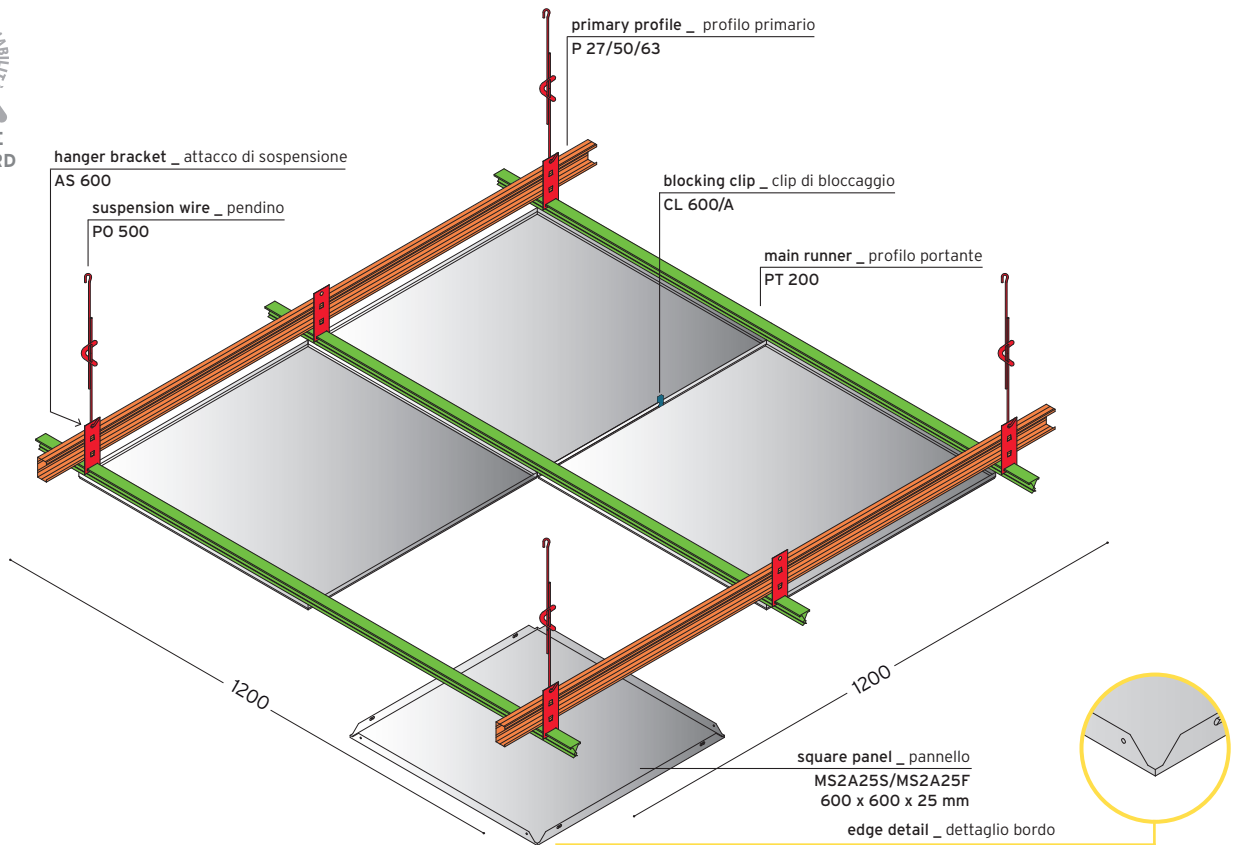 primary profile _ profilo primario
P 27/50/63
hanger bracket _ attacco di sospensione
AS 600
blocking clip _ clip di bloccaggio
CL 600/A
suspension wire _ pendino
PO 500
main runner _ profilo portante
PT 200
1200
1200
square panel _ pannello
MS2A25S/MS2A25F
600 x 600 x 25 mm
edge detail _ dettaglio bordo